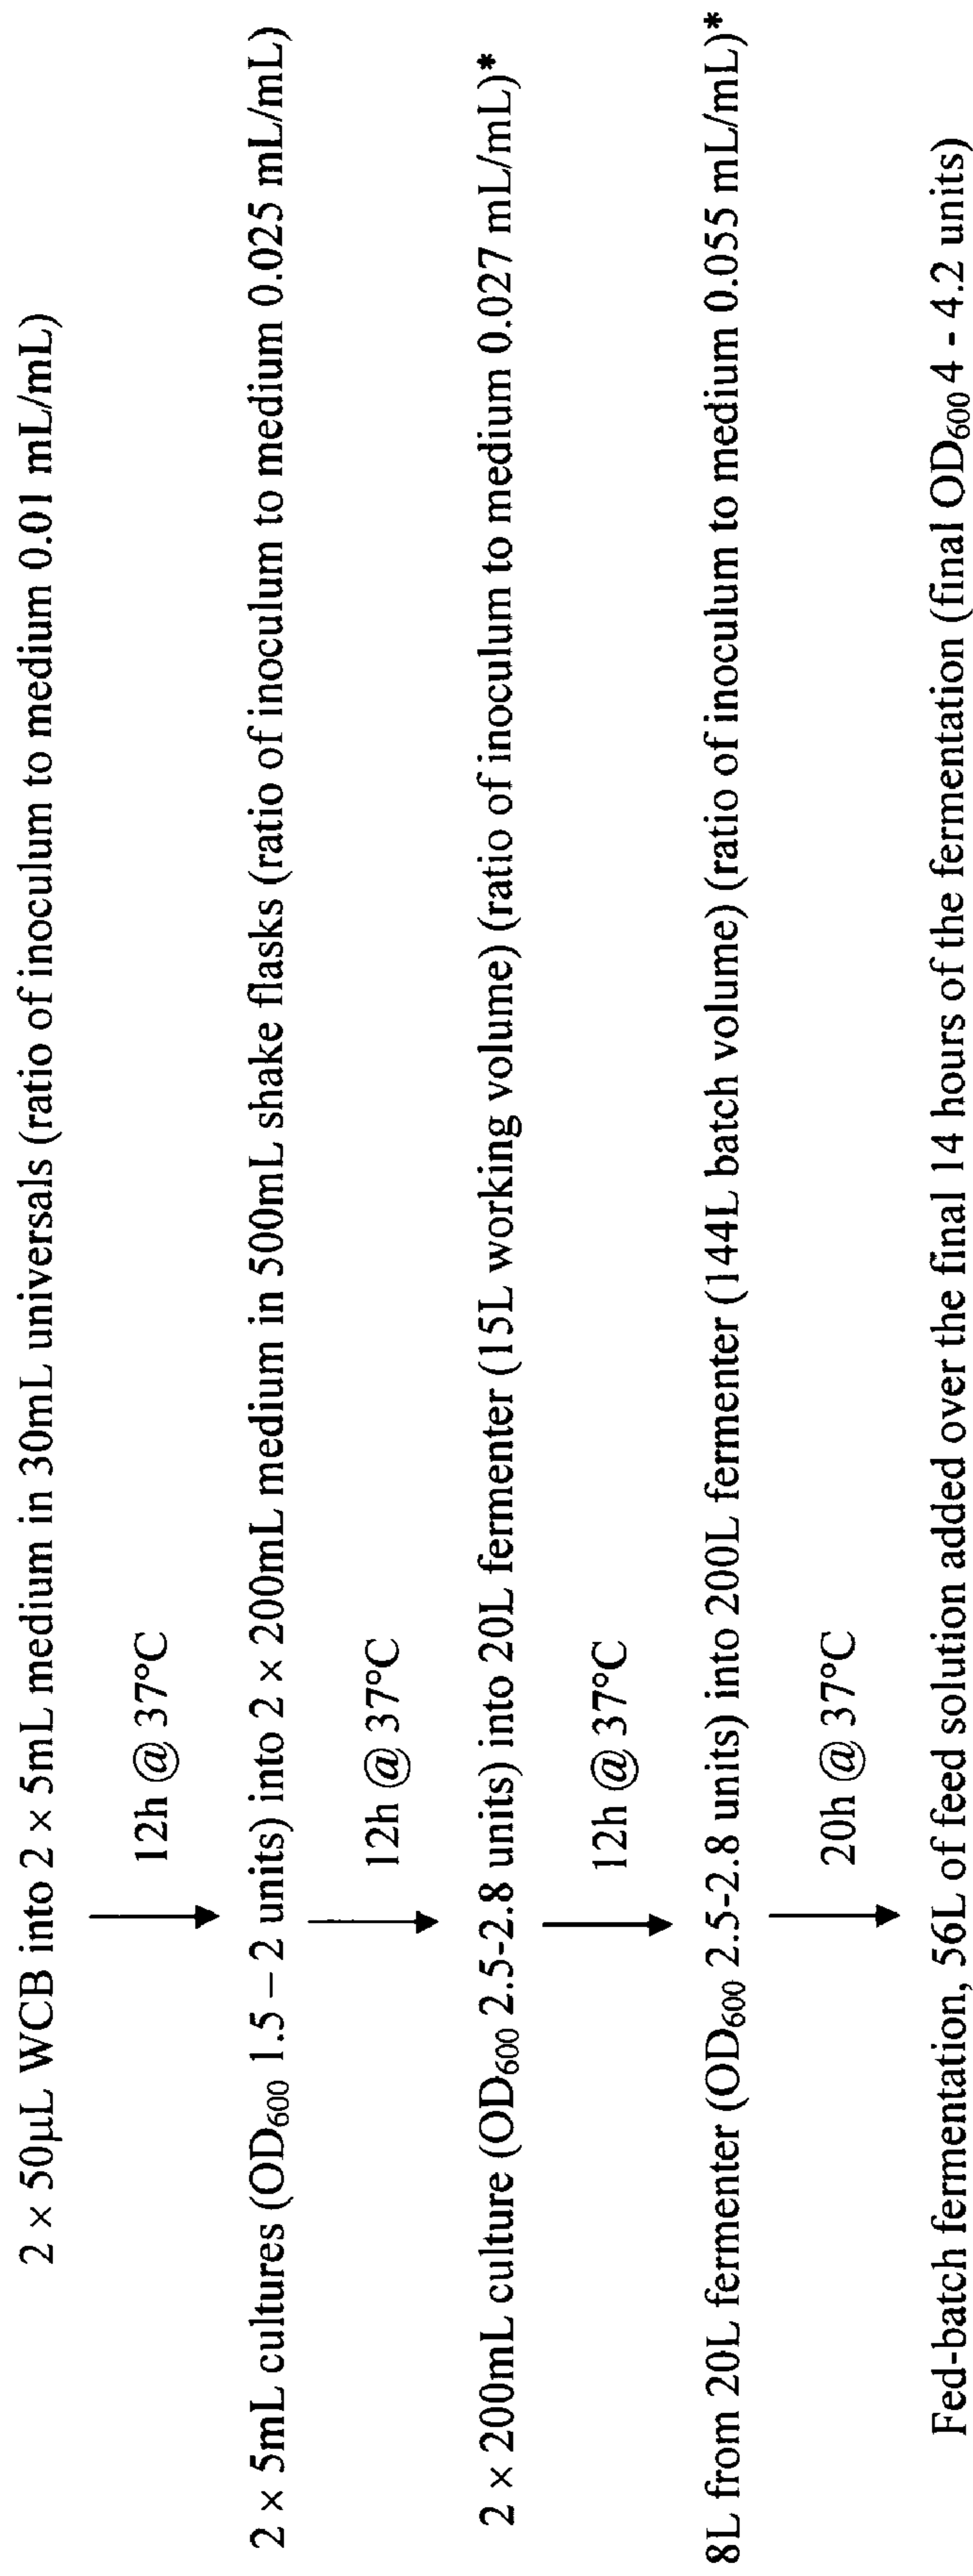 2 × 50µL WCB into 2 × 5mL medium in 30mL universals (ratio of inoculum to medium 0.01 mL/mL)
12h @ 37°C
2 × 5mL cultures (OD600 1.5 – 2 units) into 2 × 200mL medium in 500mL shake flasks (ratio of inoculum to medium 0.025 mL/mL)
12h @ 37°C
2 × 200mL culture (OD600 2.5-2.8 units) into 20L fermenter (15L working volume) (ratio of inoculum to medium 0.027 mL/mL)*
12h @ 37°C
8L from 20L fermenter (OD600 2.5-2.8 units) into 200L fermenter (144L batch volume) (ratio of inoculum to medium 0.055 mL/mL)*
20h @ 37°C
Fed-batch fermentation, 56L of feed solution added over the final 14 hours of the fermentation (final OD600 4 - 4.2 units)